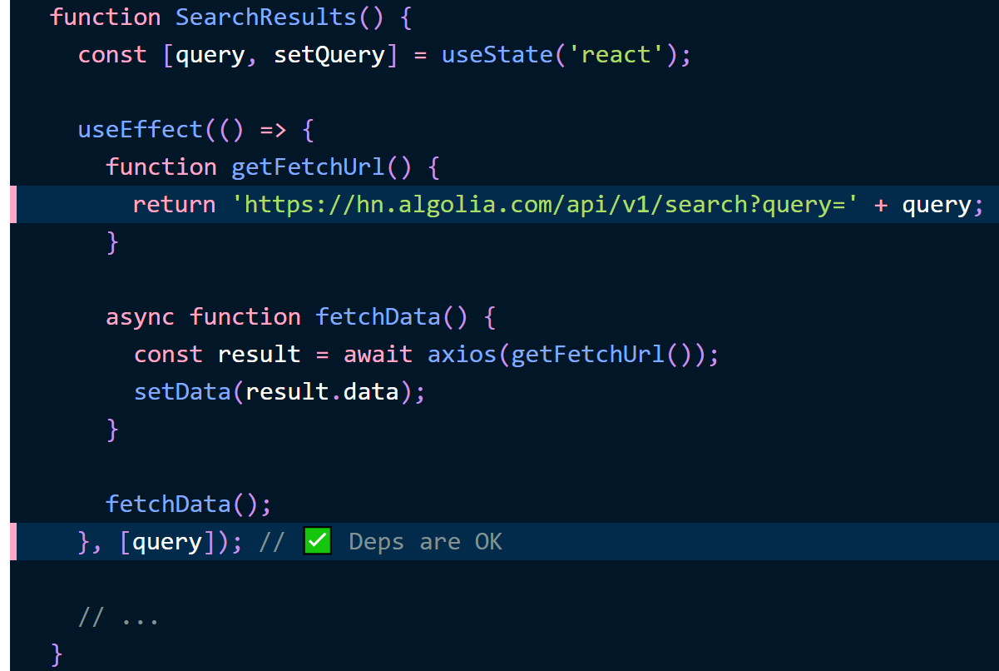 function SearchResults() {
const [query, setQuery] = useState('react');
useEffect(() => {
function getFetchUrl() {
return 'https://hn.algolia.com/api/v1/search?query=' + query;
}
async function fetchData() {
const result = await axios(getFetchUrl());
setData(result.data);
}
fetchData();
}, [query]); // ✅ Deps are OK
// ...
}